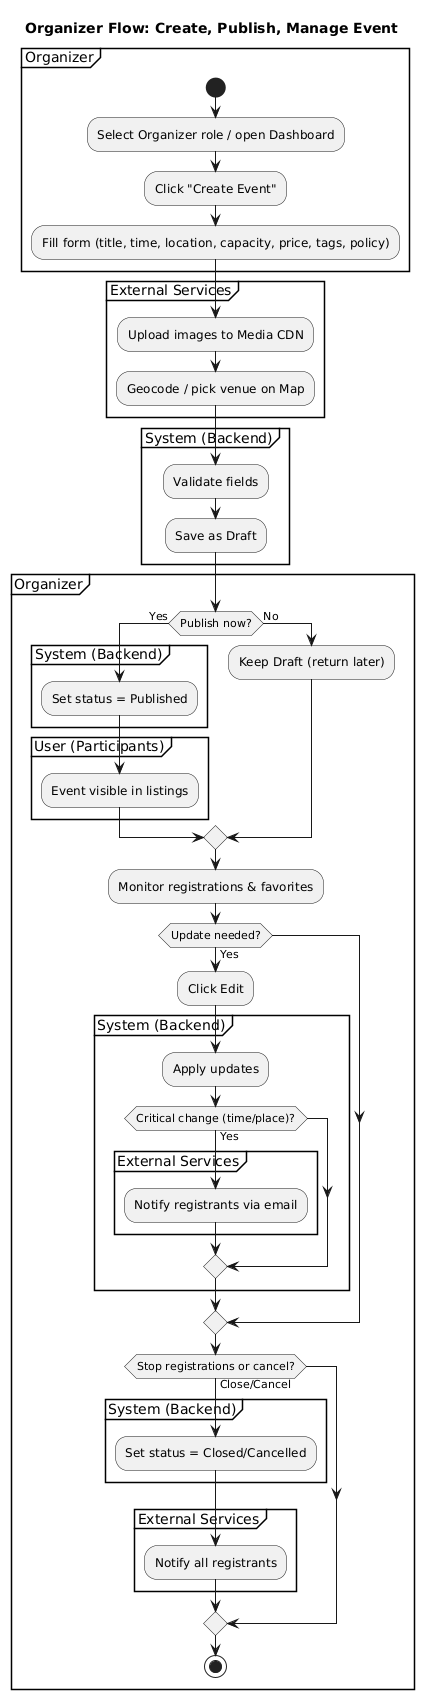 Organizer Flow: Create, Publish, Manage Event
Organizer
Select Organizer role / open Dashboard
Click "Create Event"
Fill form (title, time, location, capacity, price, tags, policy)
External Services
Upload images to Media CDN
Geocode / pick venue on Map
System (Backend)
Validate fields
Save as Draft
Organizer
Yes
Publish now?
No
System (Backend)
Keep Draft (return later)
Set status = Published
User (Participants)
Event visible in listings
Monitor registrations & favorites
Update needed?
Yes
Click Edit
System (Backend)
Apply updates
Critical change (time/place)?
Yes
External Services
Notify registrants via email
Stop registrations or cancel?
Close/Cancel
System (Backend)
Set status = Closed/Cancelled
External Services
Notify all registrants